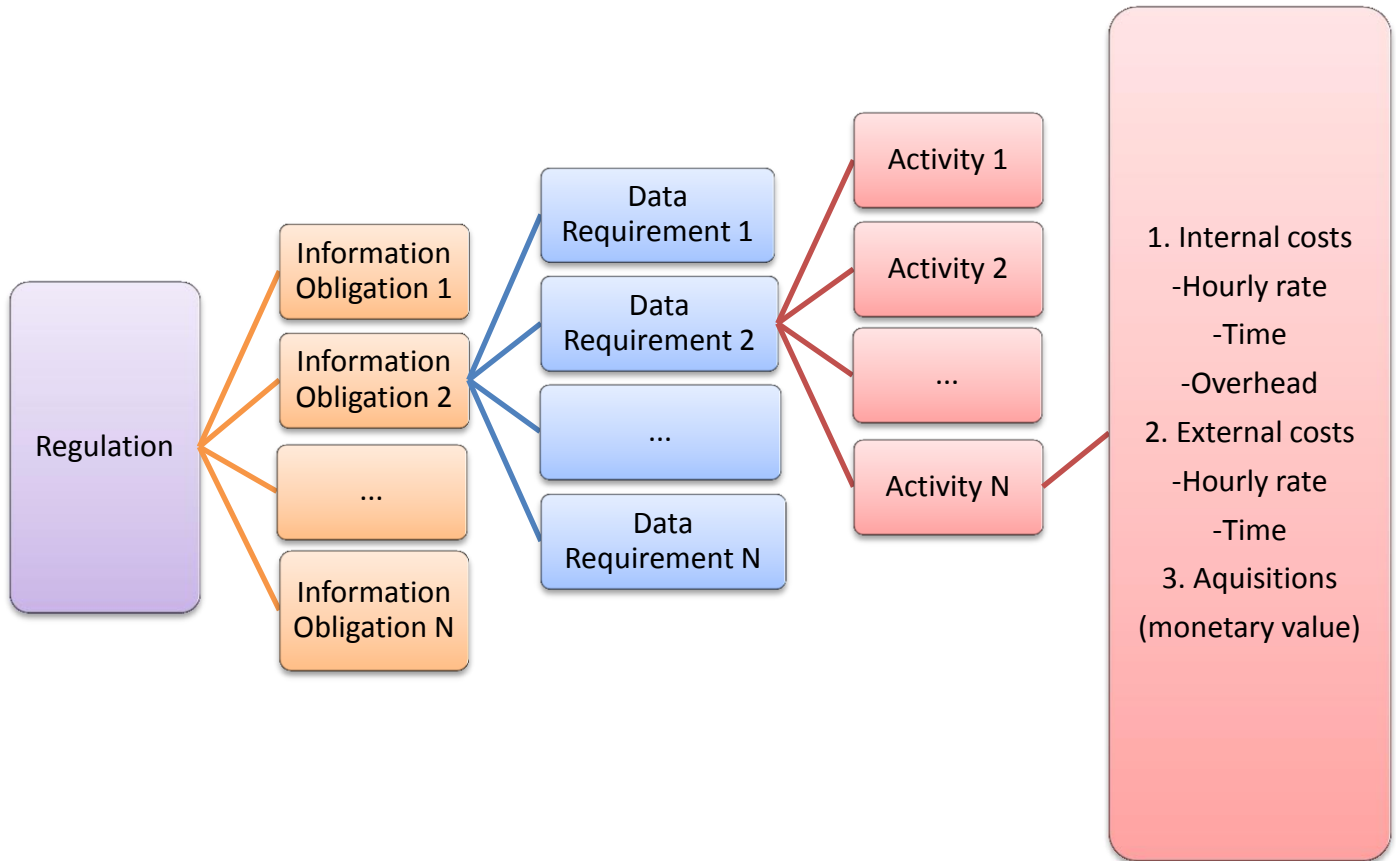 Regulation
Information
Obligation 1
Information
Obligation 2
...
Information
Obligation N
Data
Requirement 1
Data
Requirement 2
...
Data
Requirement N
Activity 1
Activity 2
...
Activity N
1. Internal costs
-Hourly rate
-Time
-Overhead
2. External costs
-Hourly rate
-Time
3. Aquisitions
(monetary value)